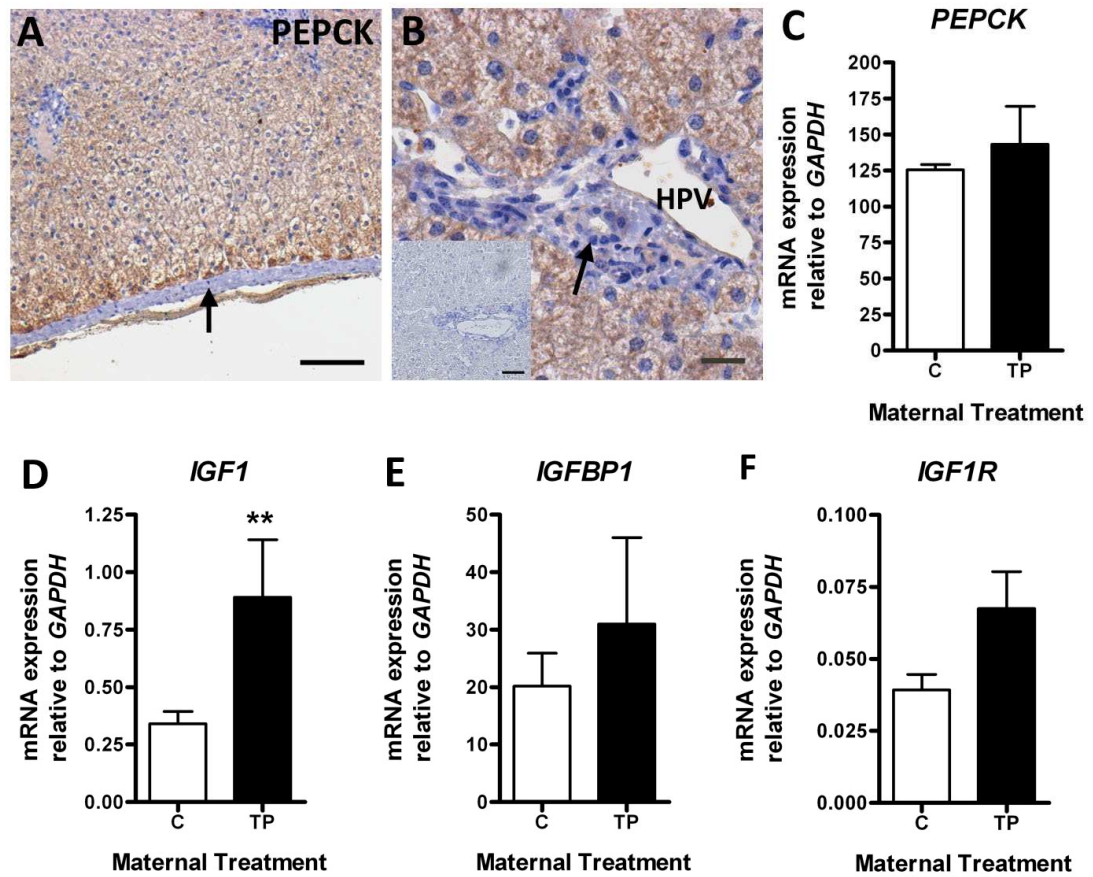 A
PEPCK
B
HPV
C
PEPCK
mRNA expression
relative to GAPDH
200
175
150
125
100
75
50
25
0
C
TP
Maternal Treatment
D
IGF1
mRNA expression
relative to GAPDH
1.25
1.00
0.75
0.50
0.25
0.00
**
C
TP
Maternal Treatment
E
IGFBP1
mRNA expression
relative to GAPDH
50
40
30
20
10
0
C
TP
Maternal Treatment
F
IGF1R
mRNA expression
relative to GAPDH
0.100
0.075
0.050
0.025
0.000
C
TP
Maternal Treatment